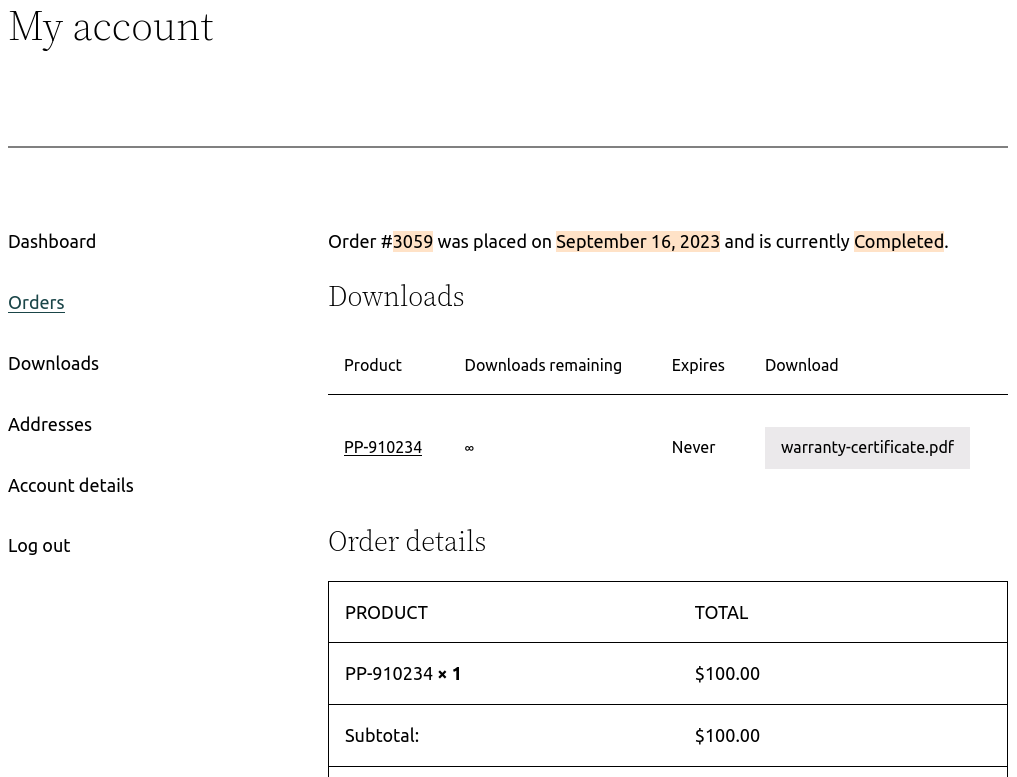 My account
Dashboard
Orders
Downloads
Addresses
Account details
Log out
Order #3059 was placed on September 16, 2023 and is currently Completed.
Downloads
Product Downloads remaining Expires Download
PP-910234 ∞ Never warranty-certificate.pdf
Order details
PRODUCT TOTAL
PP-910234 × 1 $100.00
Subtotal: $100.00